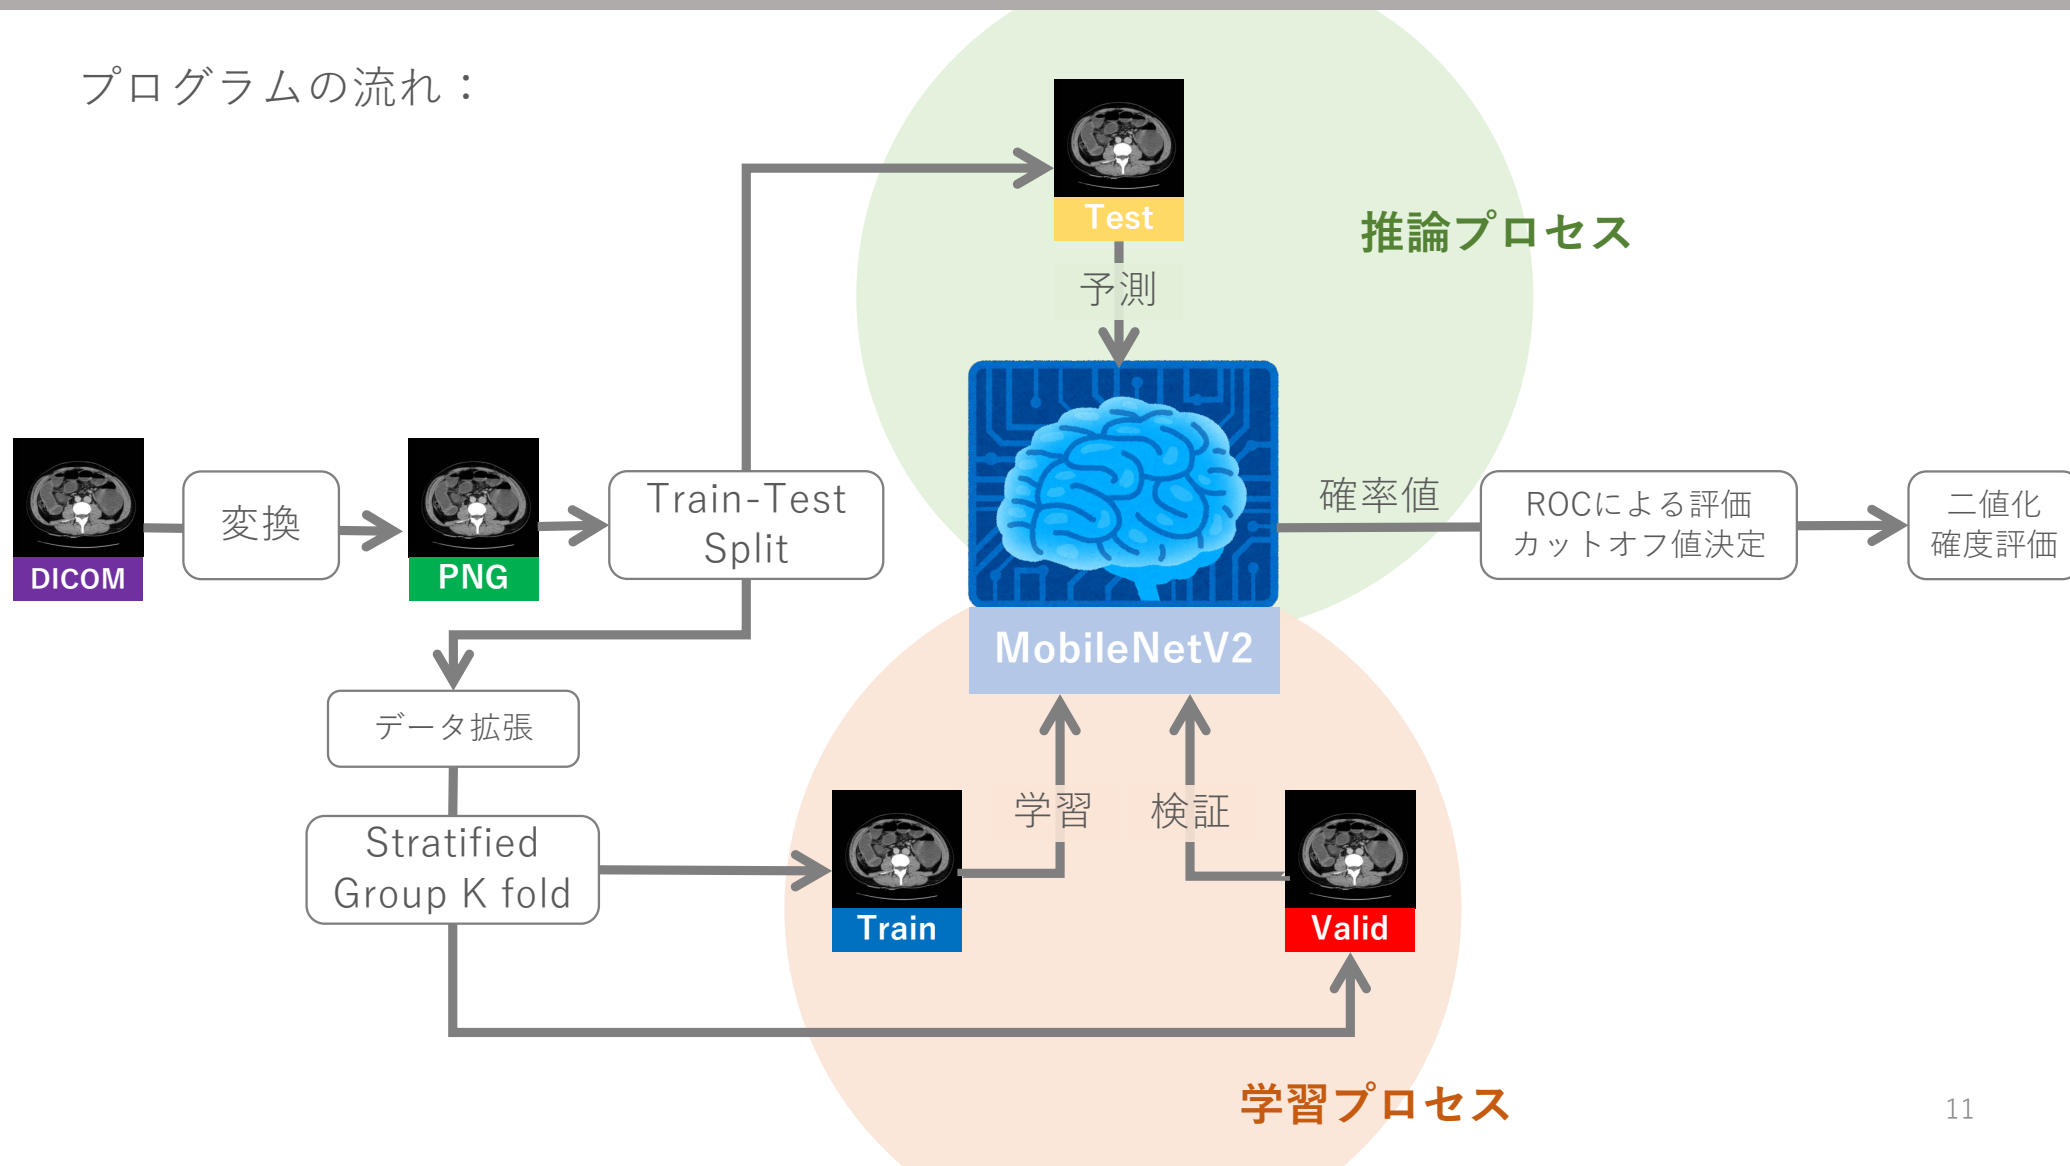 プログラムの流れ：
Test
推論プロセス
予測
DICOM
変換
PNG
Train-Test
Split
MobileNetV2
確率値
ROCによる評価
カットオフ値決定
二値化
確度評価
データ拡張
Stratified
Group K fold
Train
学習
検証
Valid
学習プロセス
11